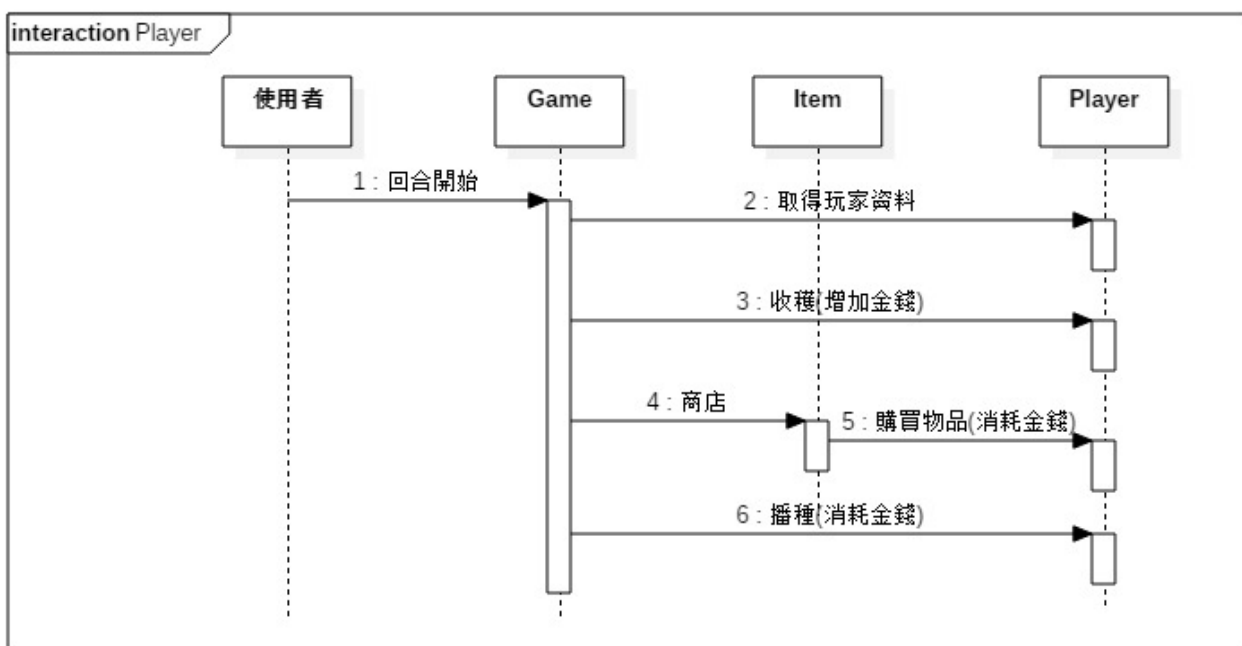 interaction Player
使用者
Game
Item
Player
1 : 回合開始
2 : 取得玩家資料
3 : 收穫(增加金錢)
4 : 商店
5 : 購買物品(消耗金錢)
6 : 播種(消耗金錢)